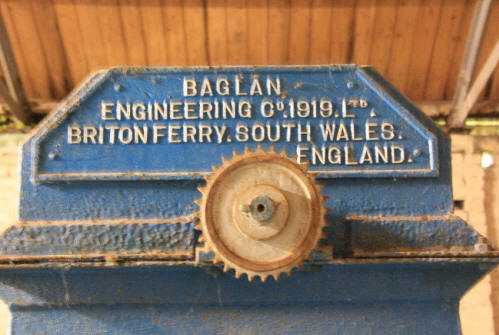 BAGLAN
ENGINEERING Co. 1919. LTD.
BRITON FERRY. SOUTH WALES.
ENGLAND.